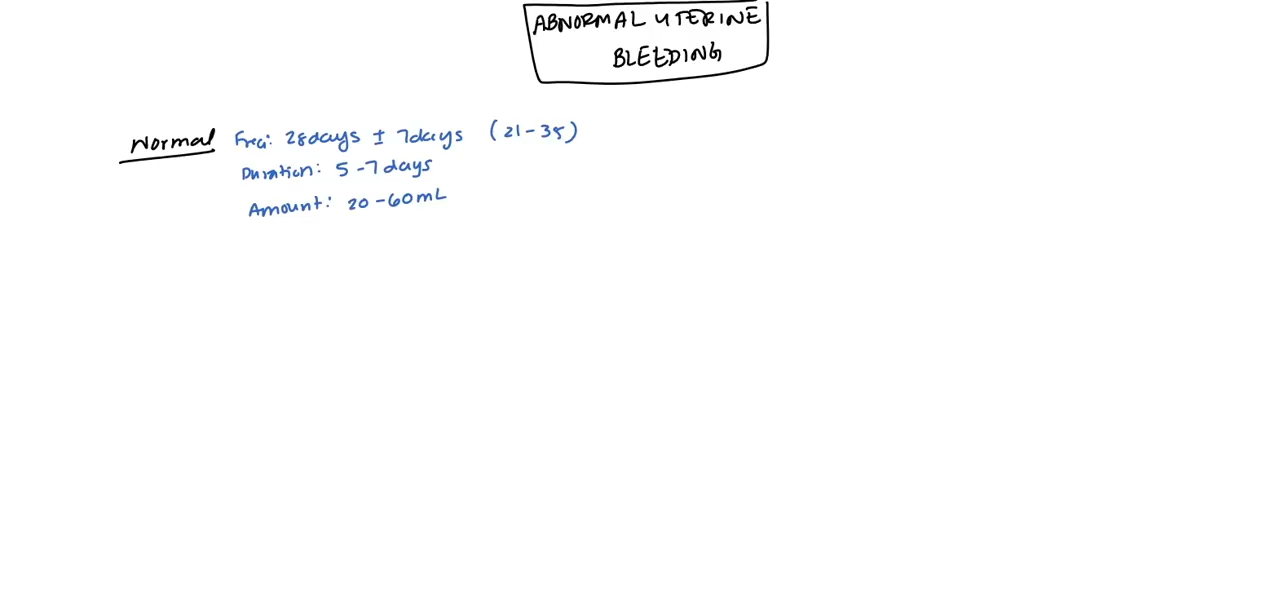 ABNORMAL UTERINE
BLEEDING
Normal Freq: 28days ± 7days (21-35)
Duration: 5-7days
Amount: 20-60mL